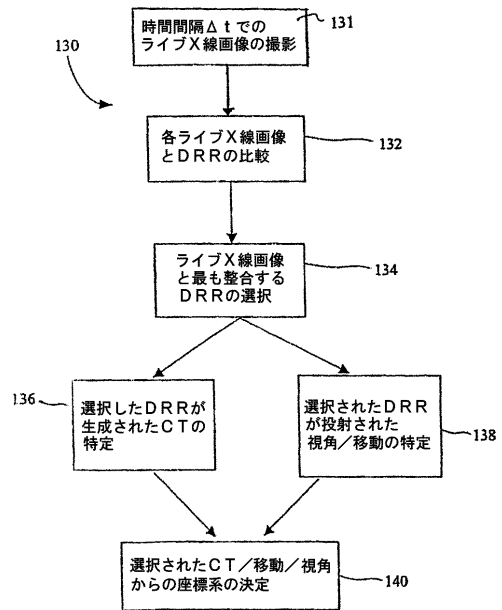 時間間隔Δtでの
ライブX線画像の撮影
131
130
各ライブX線画像
とDRRの比較
132
ライブX線画像
と最も整合する
DRRの選択
134
136
選択したDRRが
生成されたCTの
特定
選択されたDRR
が投射された
視角/移動の特定
138
選択されたCT/移動/視角
からの座標系の決定
140